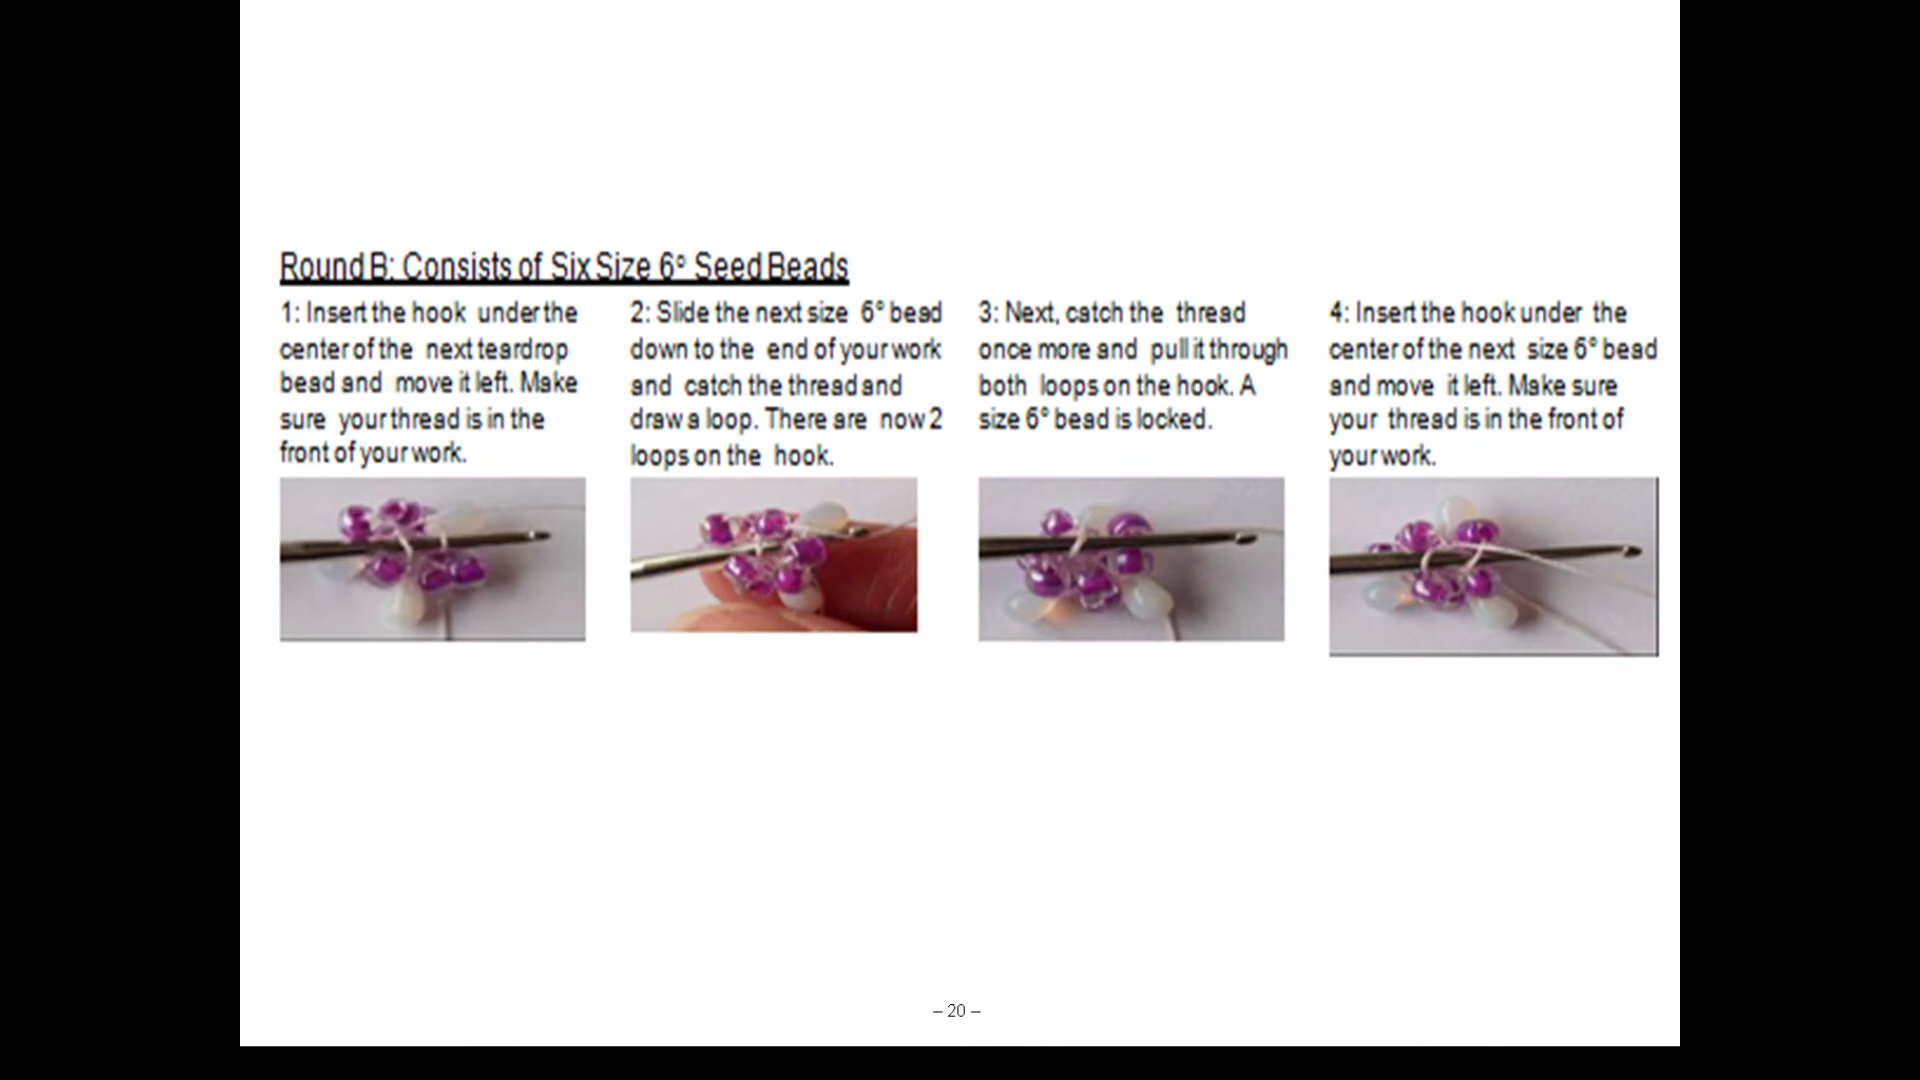 Round B: Consists of Six Size 6° Seed Beads
1: Insert the hook under the
center of the next teardrop
bead and move it left. Make
sure your thread is in the
front of your work.
2: Slide the next size 6° bead
down to the end of your work
and catch the thread and
draw a loop. There are now 2
loops on the hook.
3: Next, catch the thread
once more and pull it through
both loops on the hook. A
size 6° bead is locked.
4: Insert the hook under the
center of the next size 6° bead
and move it left. Make sure
your thread is in the front of
your work.
– 20 –